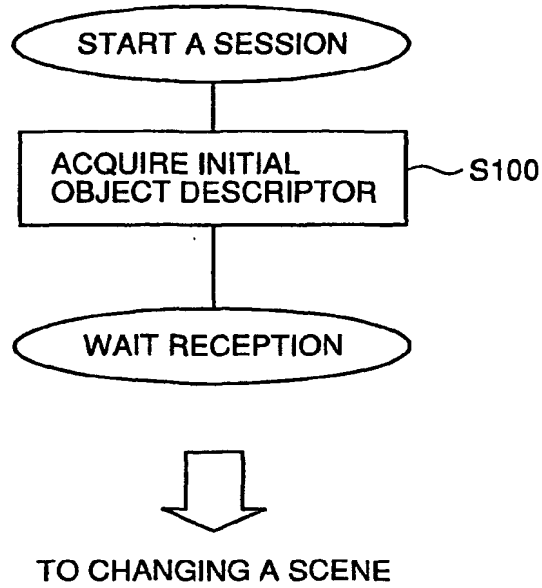 START A SESSION
ACQUIRE INITIAL
OBJECT DESCRIPTOR
S100
WAIT RECEPTION
TO CHANGING A SCENE